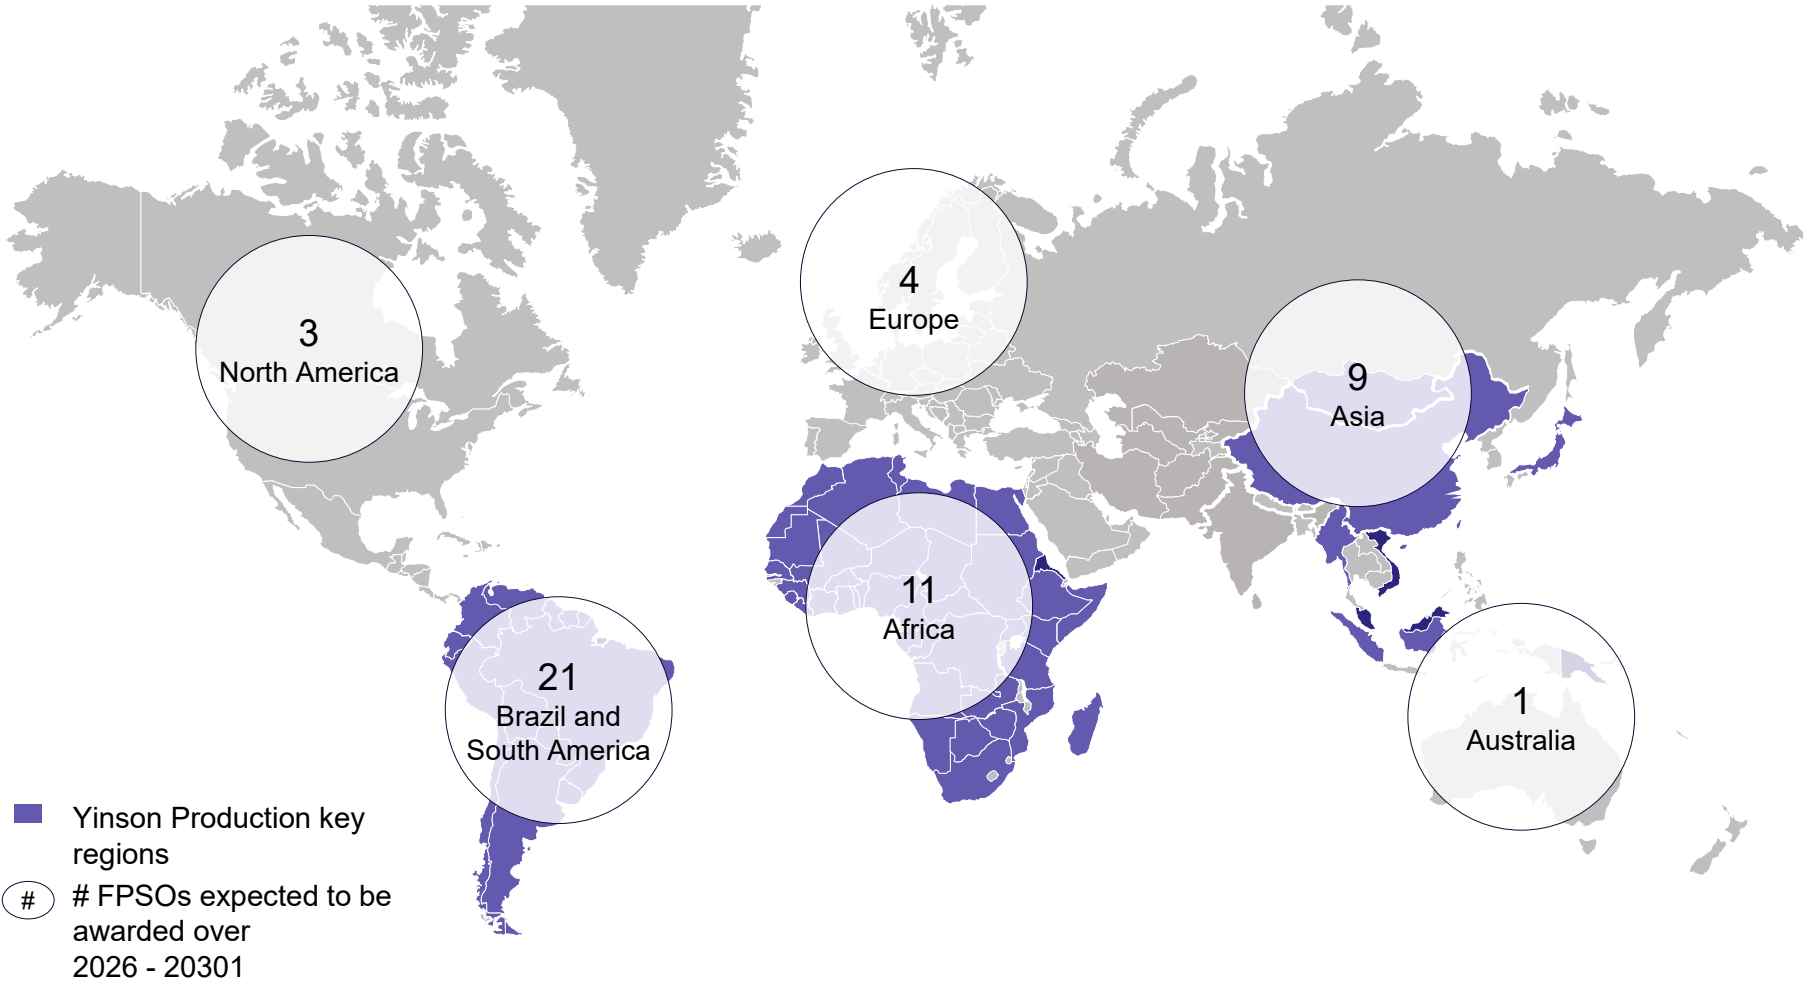 3
North America
4
Europe
9
Asia
11
Africa
21
Brazil and
South America
1
Australia
Yinson Production key
regions
#
# FPSOs expected to be
awarded over
2026 - 20301